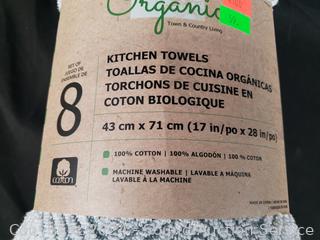 Organic
Town & Country Living
SET OF
JUEGO DE
ENSEMBLE DE
8
KITCHEN TOWELS
TOALLAS DE COCINA ORGÁNICAS
TORCHONS DE CUISINE EN
COTON BIOLOGIQUE
43 cm x 71 cm (17 in/po x 28 in/po)
100% COTTON | 100% ALGODÓN | 100 % COTON
MACHINE WASHABLE | LAVABLE A MÁQUINA
LAVABLE À LA MACHINE
COTTON